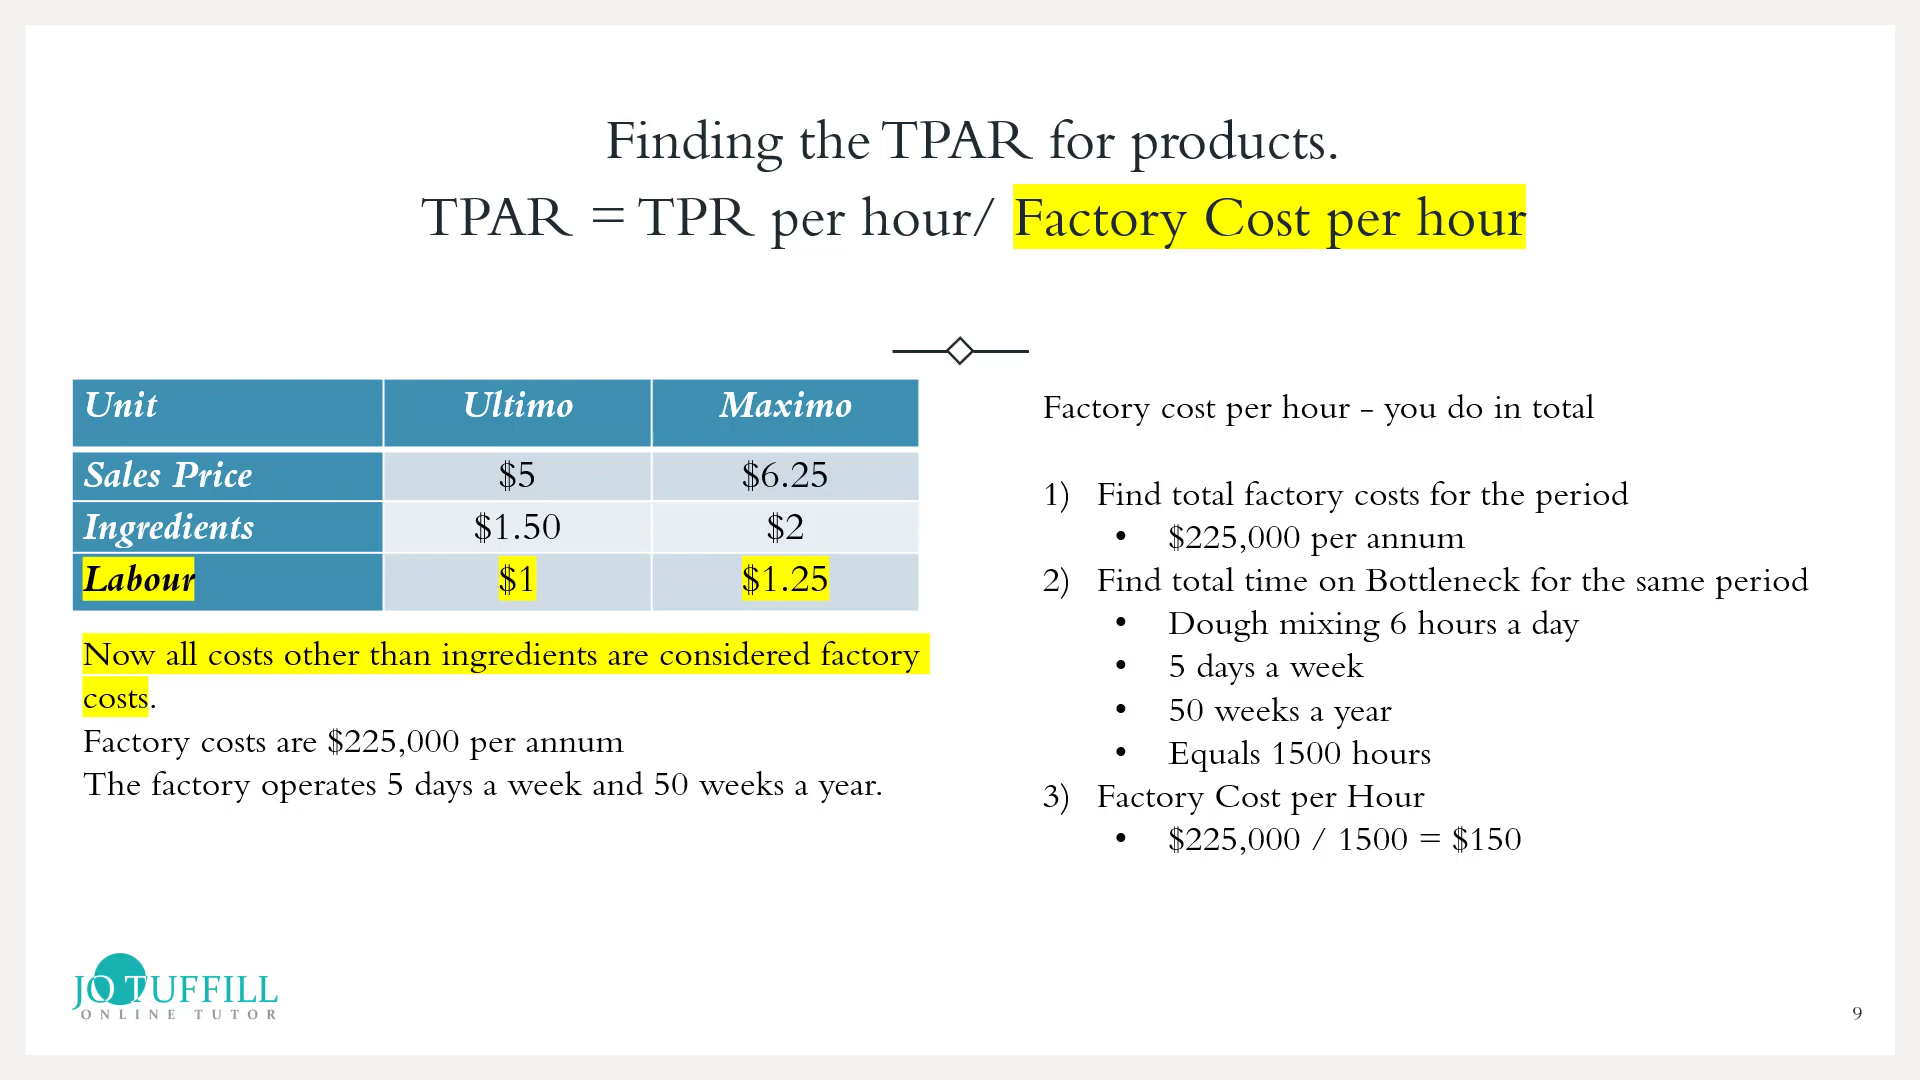 Finding the TPAR for products.
TPAR = TPR per hour/ Factory Cost per hour
Unit Ultimo Maximo
Sales Price $5 $6.25
Ingredients $1.50 $2
Labour $1 $1.25
Now all costs other than ingredients are considered factory
costs.
Factory costs are $225,000 per annum
The factory operates 5 days a week and 50 weeks a year.
Factory cost per hour - you do in total
1) Find total factory costs for the period
• $225,000 per annum
2) Find total time on Bottleneck for the same period
• Dough mixing 6 hours a day
• 5 days a week
• 50 weeks a year
• Equals 1500 hours
3) Factory Cost per Hour
• $225,000 / 1500 = $150
JO TUFFILL
ONLINE TUTOR
9